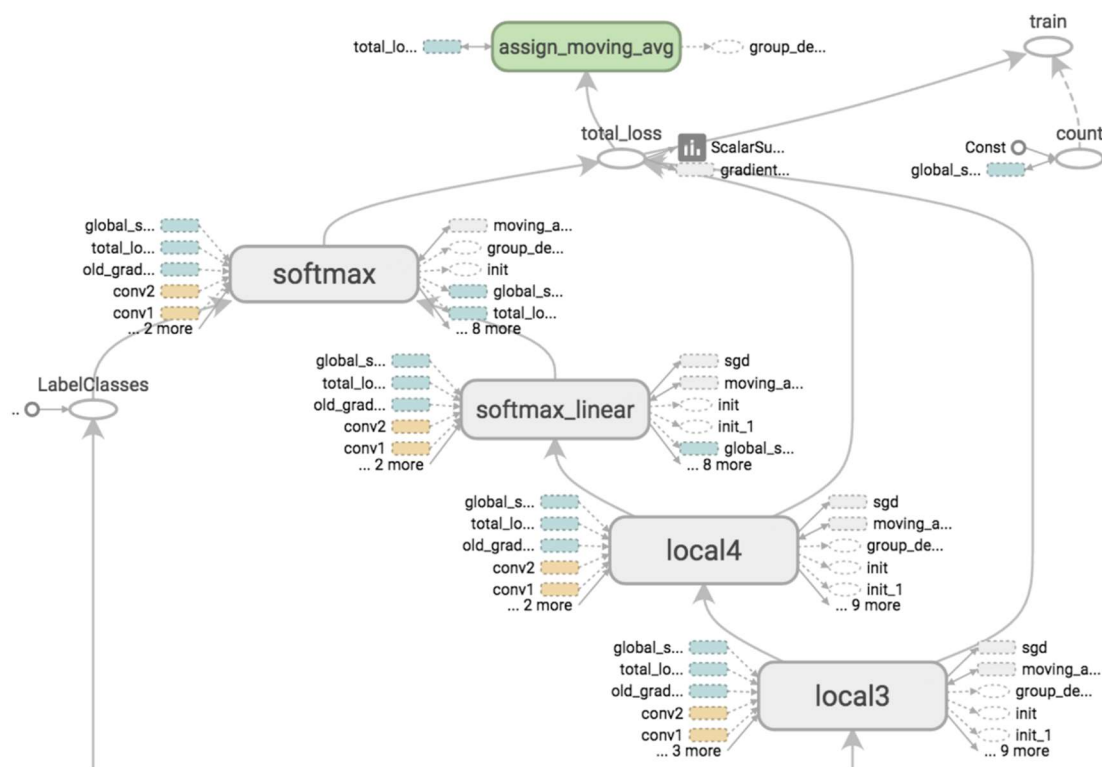 train
total_lo...
assign_moving_avg
group_de...
total_loss
ScalarSu...
gradient...
Const
count
global_s...
global_s...
total_lo...
old_grad...
conv2
conv1
... 2 more
softmax
moving_a...
group_de...
init
global_s...
total_lo...
... 8 more
LabelClasses
..
global_s...
total_lo...
old_grad...
conv2
conv1
... 2 more
softmax_linear
sgd
moving_a...
init
init_1
global_s...
... 8 more
global_s...
total_lo...
old_grad...
conv2
conv1
... 2 more
local4
sgd
moving_a...
group_de...
init
init_1
... 9 more
global_s...
total_lo...
old_grad...
conv2
conv1
... 3 more
local3
sgd
moving_a...
group_de...
init
init_1
... 9 more